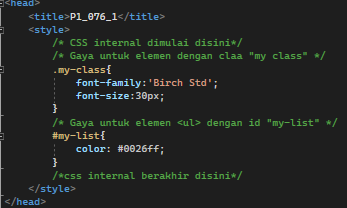 <head>
<title>P1_076_1</title>
<style>
/* CSS internal dimulai disini*/
/* Gaya untuk elemen dengan claa "my class" */
.my-class{
font-family:'Birch Std';
font-size:30px;
}
/* Gaya untuk elemen <ul> dengan id "my-list" */
#my-list{
color: #0026ff;
}
/*css internal berakhir disini*/
</style>
</head>